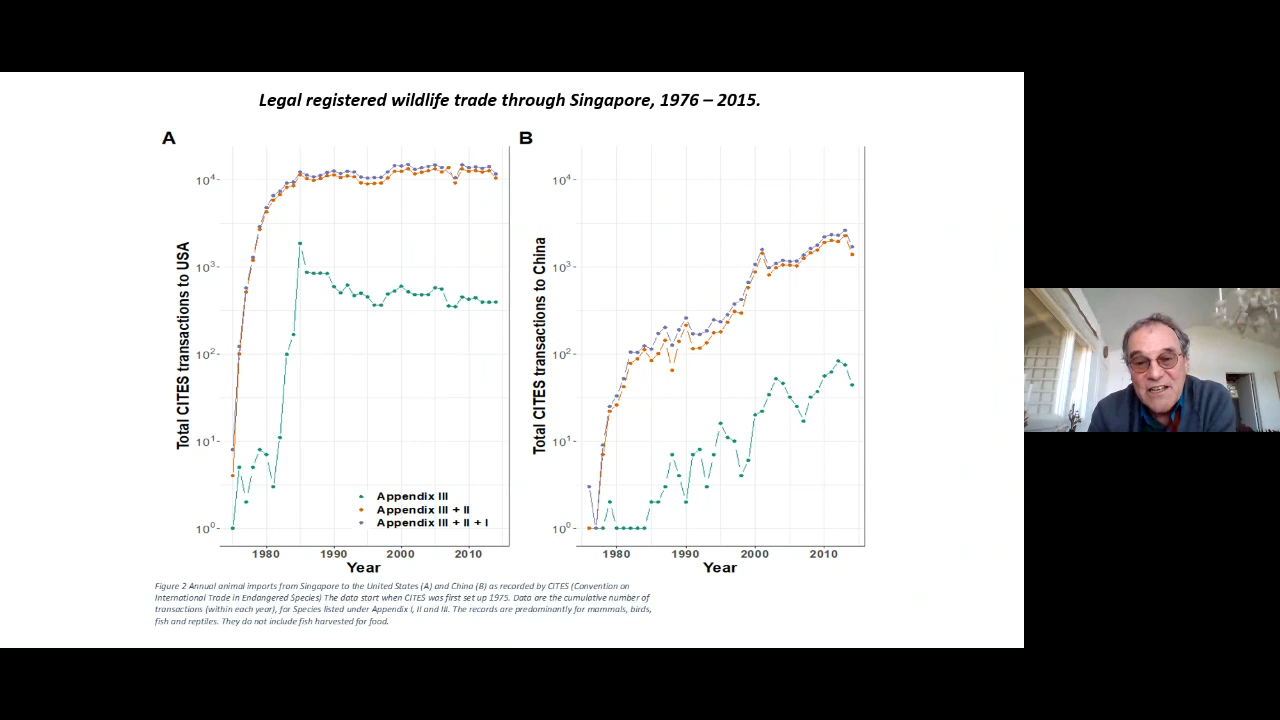 Legal registered wildlife trade through Singapore, 1976 – 2015.
A
Total CITES transactions to USA
10⁴
10³
10²
10¹
10⁰
Appendix III
Appendix III + II
Appendix III + II + I
1980 1990 2000 2010
Year
B
Total CITES transactions to China
10⁴
10³
10²
10¹
10⁰
1980 1990 2000 2010
Year
Figure 2 Annual animal imports from Singapore to the United States (A) and China (B) as recorded by CITES (Convention on
International Trade in Endangered Species) The data start when CITES was first set up 1975. Data are the cumulative number of
transactions (within each year), for Species listed under Appendix I, II and III. The records are predominantly for mammals, birds,
fish and reptiles. They do not include fish harvested for food.